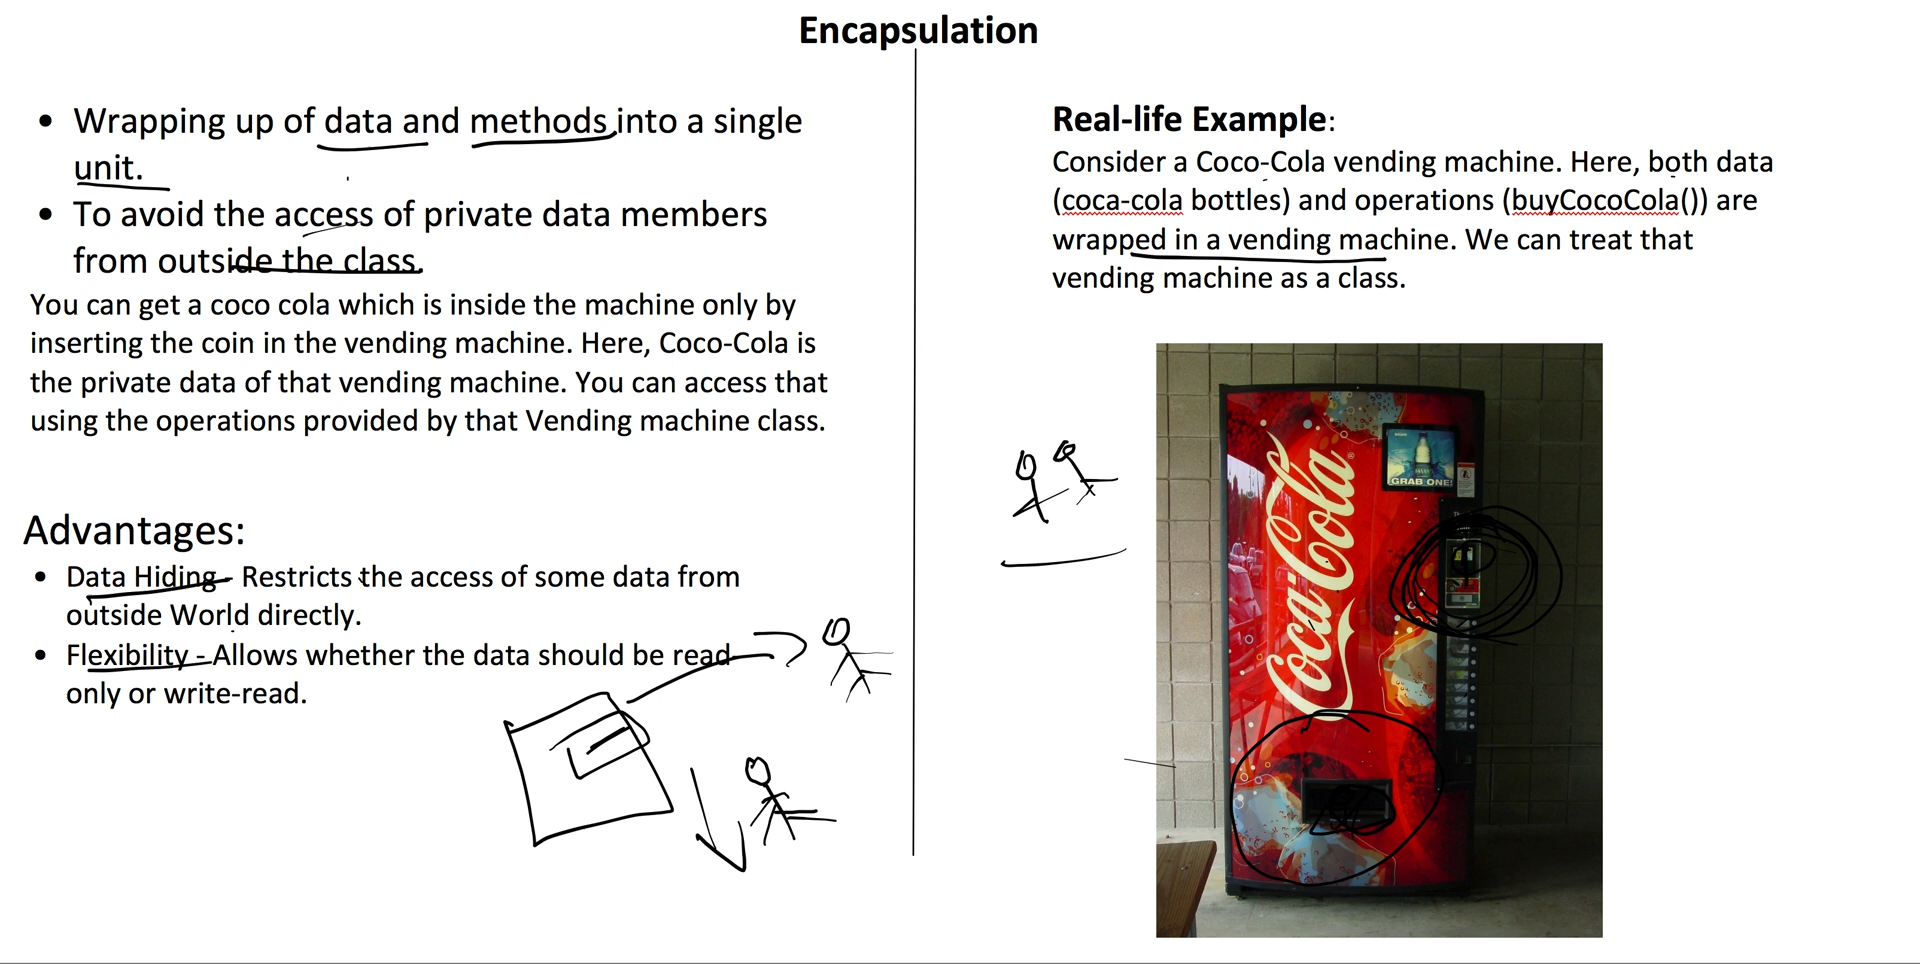 Encapsulation
• Wrapping up of data and methods into a single
unit.
• To avoid the access of private data members
from outside the class.
You can get a coco cola which is inside the machine only by
inserting the coin in the vending machine. Here, Coco-Cola is
the private data of that vending machine. You can access that
using the operations provided by that Vending machine class.
Advantages:
• Data Hiding - Restricts the access of some data from
outside World directly.
• Flexibility - Allows whether the data should be read
only or write-read.
Real-life Example:
Consider a Coco-Cola vending machine. Here, both data
(coca-cola bottles) and operations (buyCocoCola()) are
wrapped in a vending machine. We can treat that
vending machine as a class.
Coca-Cola
GRAB ONE!